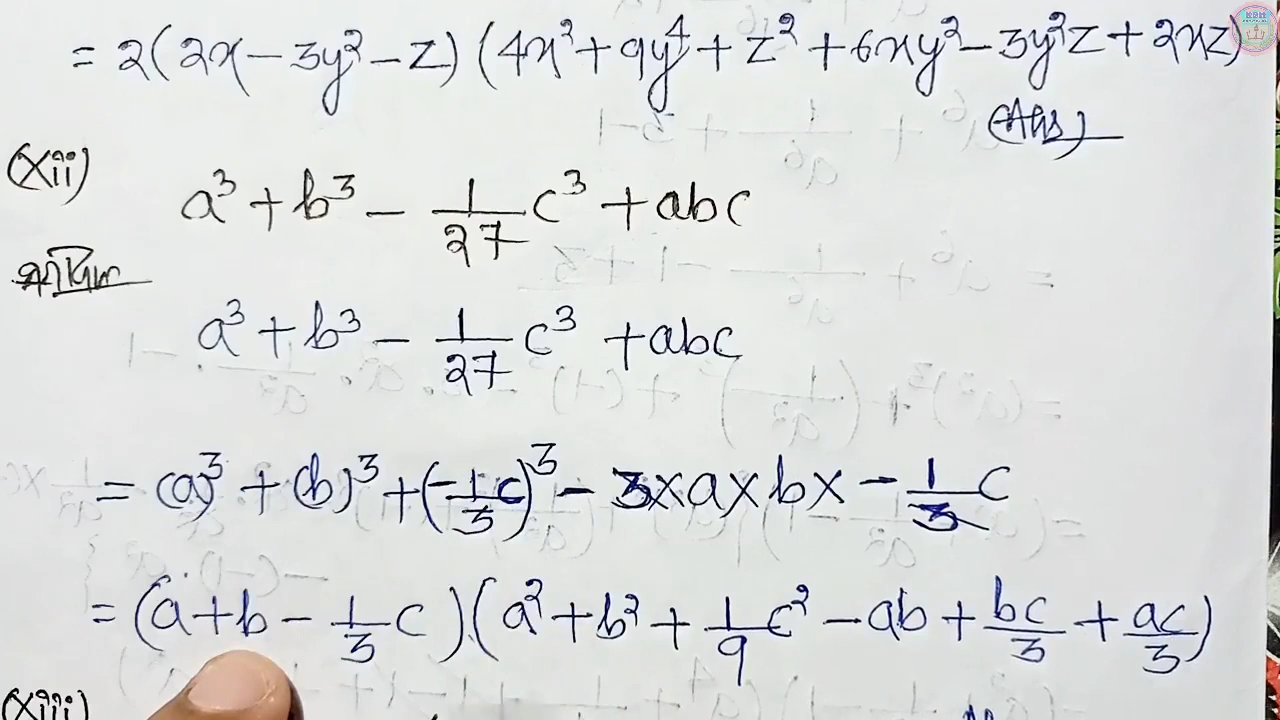 = 2(2x - 3y² - z) (4x² + 9y⁴ + z² + 6xy² - 3y²z + 2xz)
(Ans)
(xii) a³ + b³ - 1/27 c³ + abc
a³ + b³ - 1/27 c³ + abc
= (a)³ + (b)³ + (-1/3 c)³ - 3 x a x b x - 1/3 c
= (a + b - 1/3 c) (a² + b² + 1/9 c² - ab + bc/3 + ac/3)
(xiii)